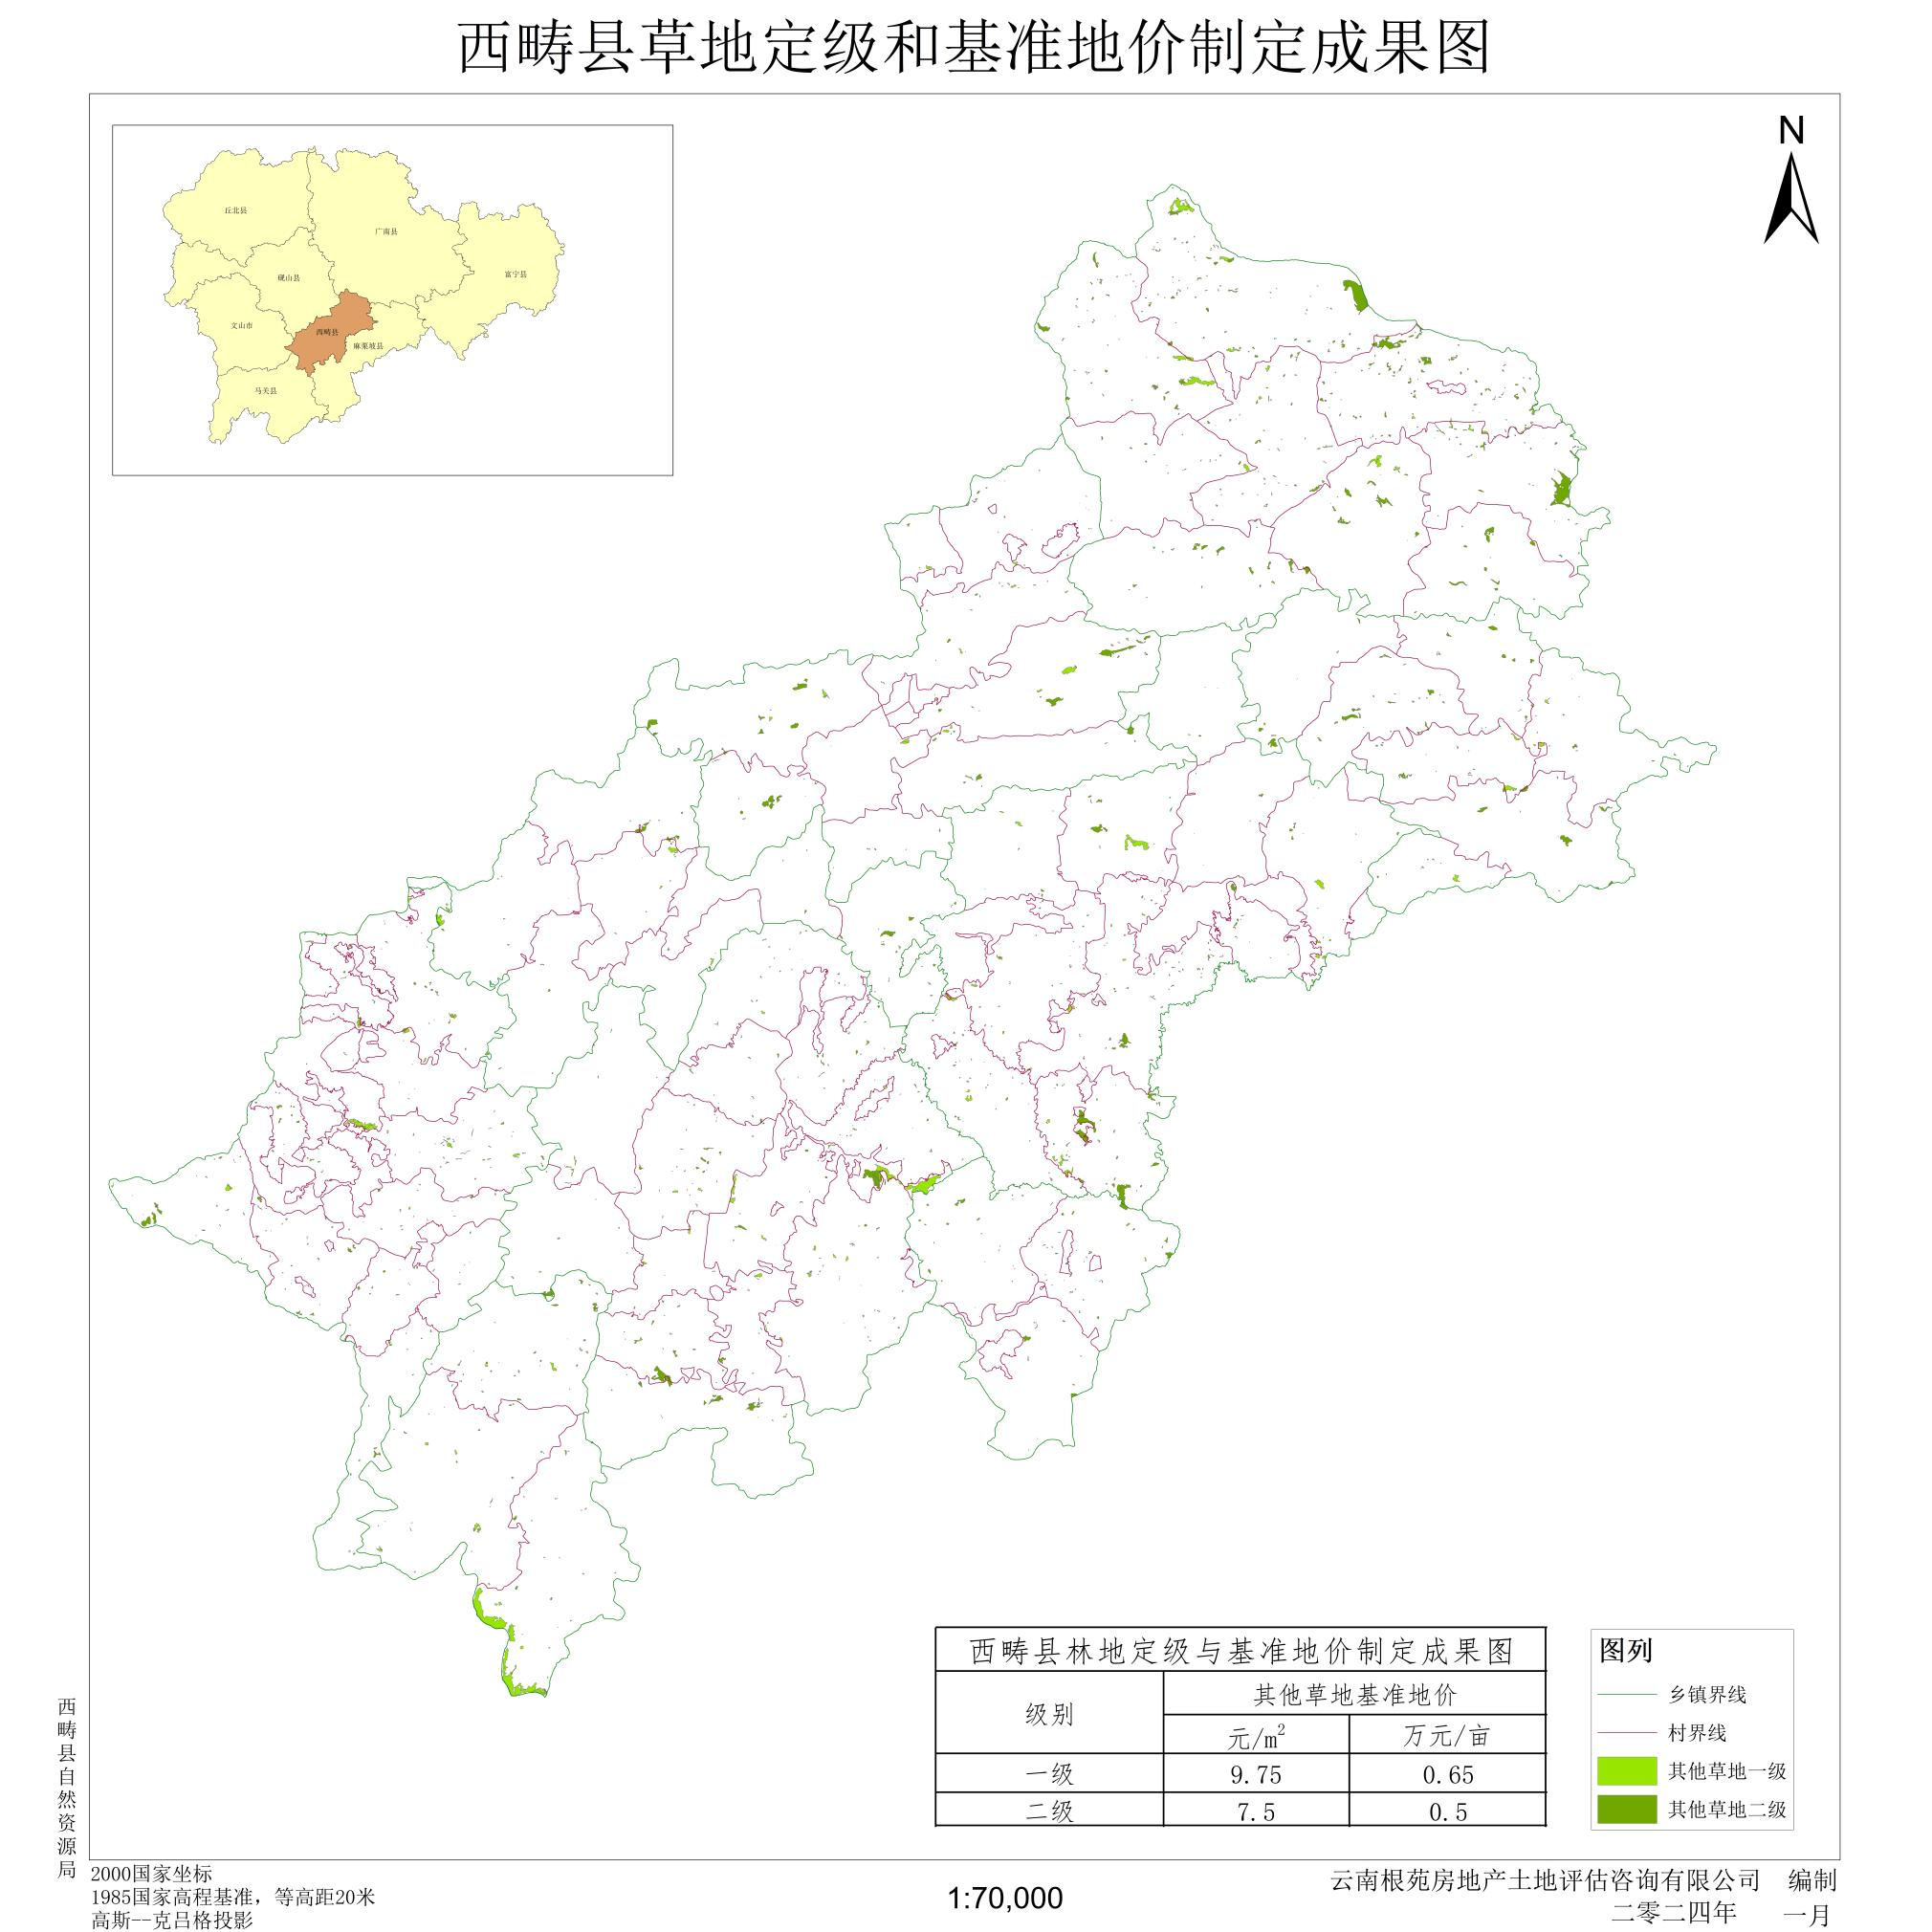 西畴县草地定级和基准地价制定成果图
N
丘北县
广南县
富宁县
砚山县
文山市
西畴县
麻栗坡县
马关县
西畴县林地定级与基准地价制定成果图
级别 其他草地基准地价
元/m² 万元/亩
一级 9.75 0.65
二级 7.5 0.5
图列
乡镇界线
村界线
其他草地一级
其他草地二级
西畴县自然资源局
2000国家坐标
1985国家高程基准，等高距20米
高斯--克吕格投影
1:70,000
云南根苑房地产土地评估咨询有限公司 编制
二零二四年 一月